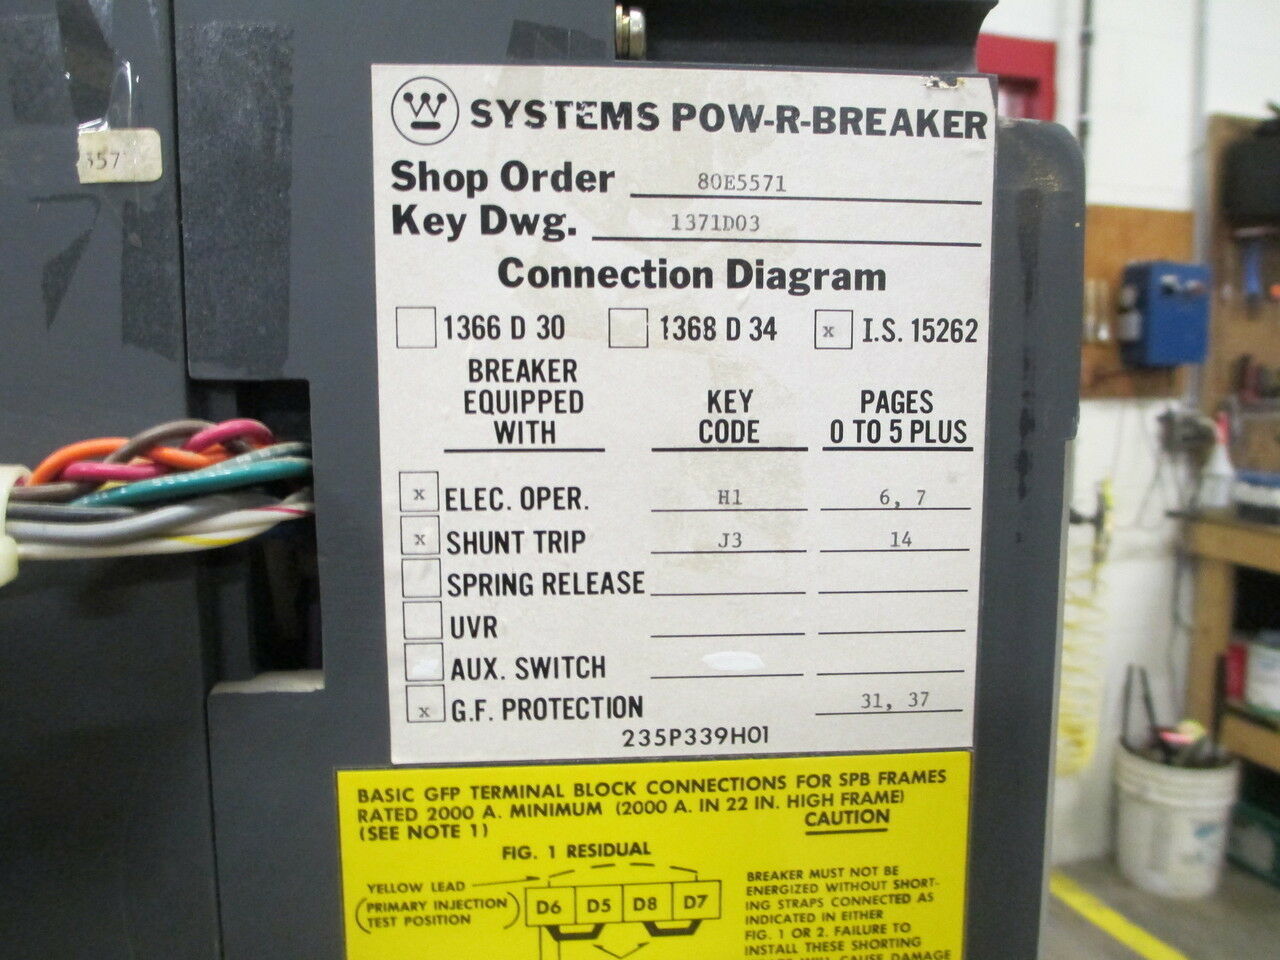 357
W SYSTEMS POW-R-BREAKER
Shop Order 80E5571
Key Dwg. 1371D03
Connection Diagram
1366 D 30 1368 D 34 x I.S. 15262
BREAKER EQUIPPED WITH KEY CODE PAGES 0 TO 5 PLUS
x ELEC. OPER. H1 6, 7
x SHUNT TRIP J3 14
SPRING RELEASE
UVR
AUX. SWITCH
x G.F. PROTECTION 31, 37
235P339H01
BASIC GFP TERMINAL BLOCK CONNECTIONS FOR SPB FRAMES
RATED 2000 A. MINIMUM (2000 A. IN 22 IN. HIGH FRAME)
(SEE NOTE 1)
CAUTION
FIG. 1 RESIDUAL
YELLOW LEAD
(PRIMARY INJECTION
TEST POSITION)
D6 D5 D8 D7
BREAKER MUST NOT BE
ENERGIZED WITHOUT SHORT-
ING STRAPS CONNECTED AS
INDICATED IN EITHER
FIG. 1 OR 2. FAILURE TO
INSTALL THESE SHORTING
WILL CAUSE DAMAGE